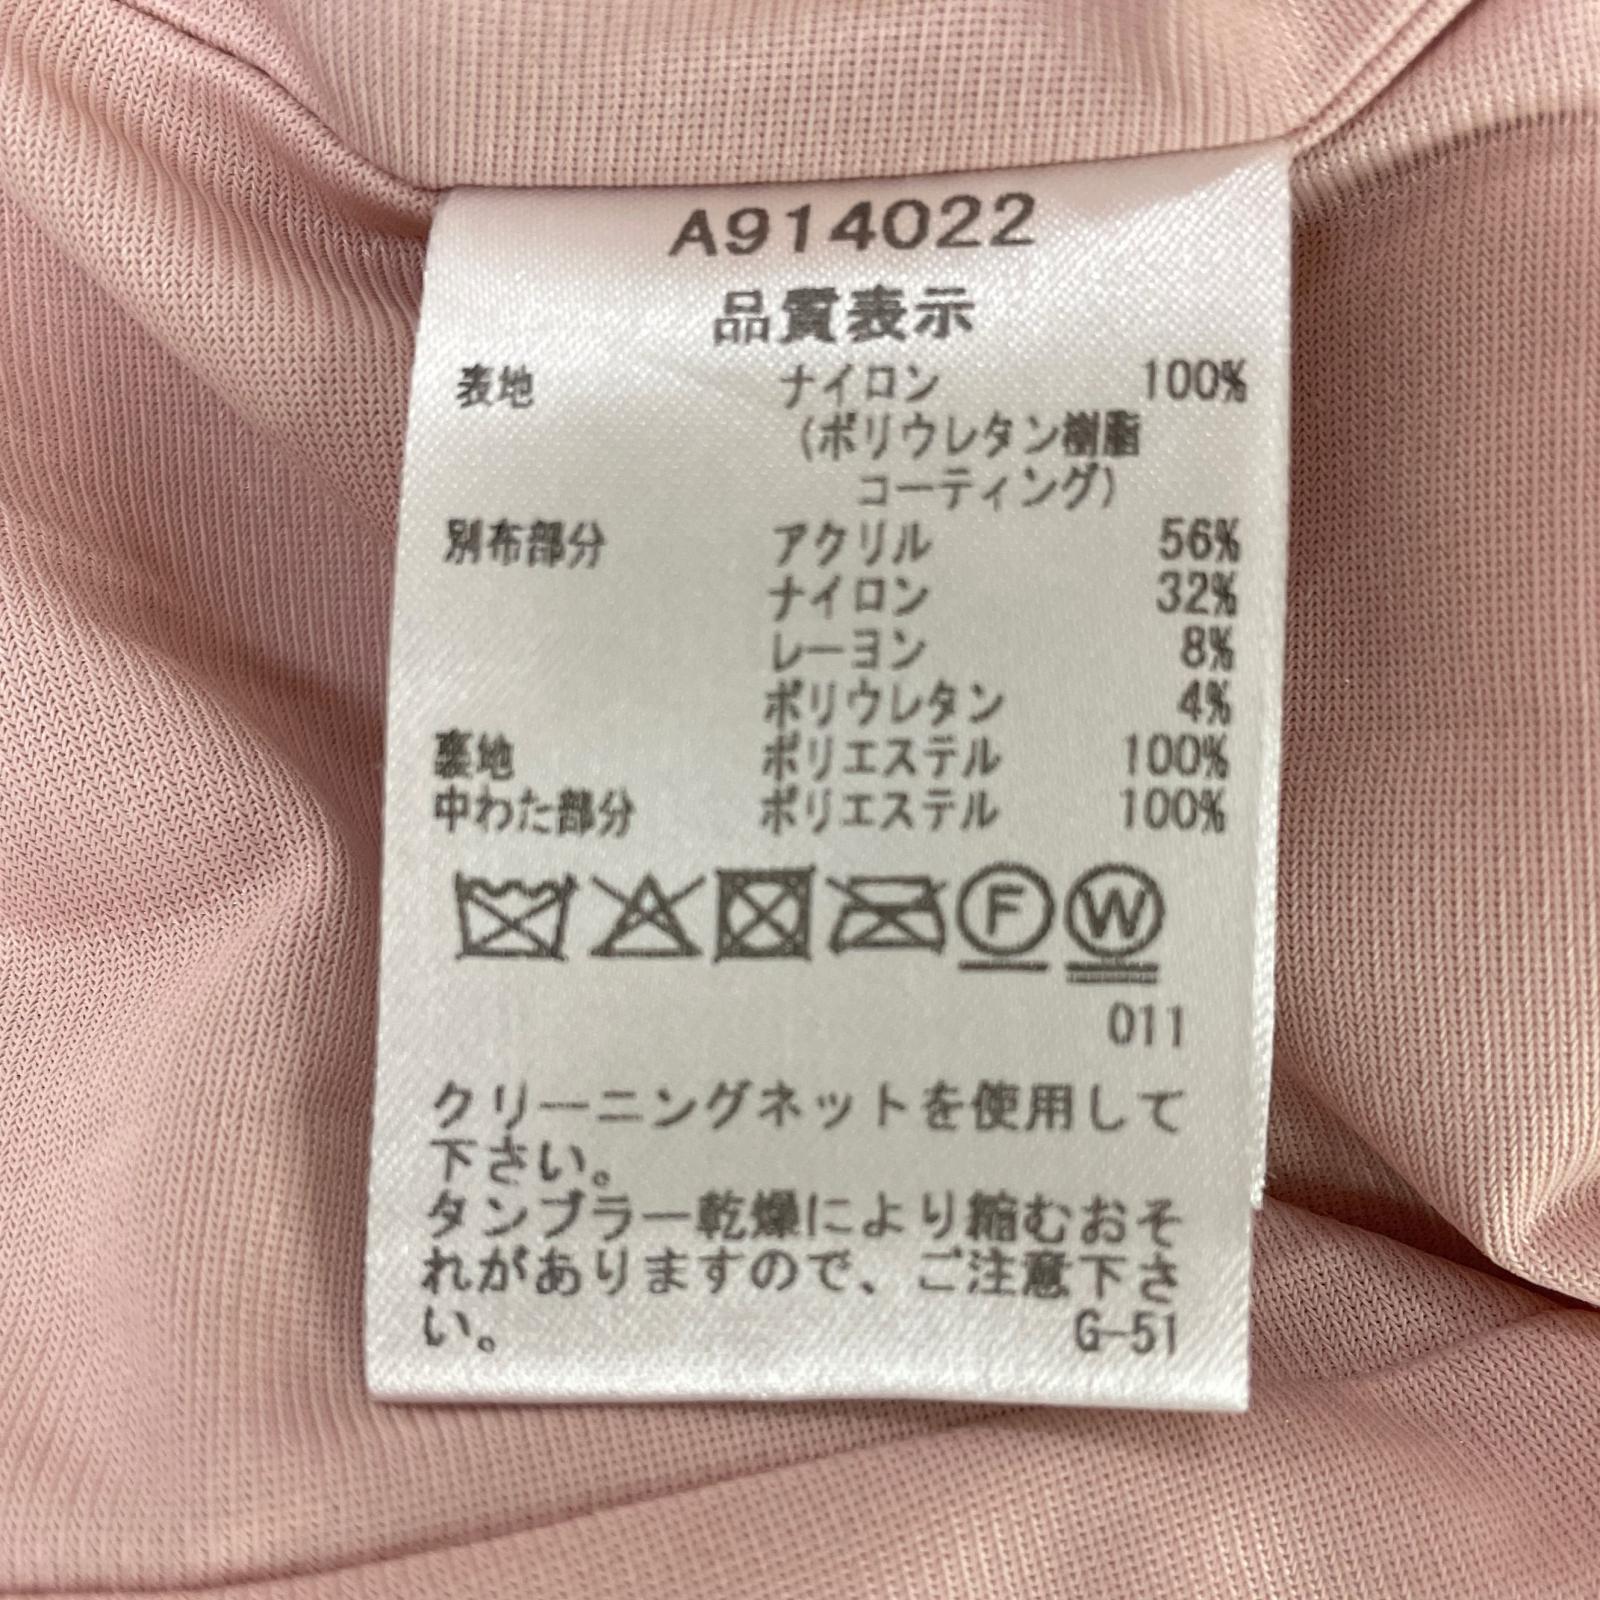 A914022
品質表示
表地 ナイロン 100%
(ポリウレタン樹脂
コーティング)
別布部分 アクリル 56%
ナイロン 32%
レーヨン 8%
ポリウレタン 4%
裏地 ポリエステル 100%
中わた部分 ポリエステル 100%
F W
011
クリーニングネットを使用して
下さい。
タンブラー乾燥により縮むおそ
れがありますので、ご注意下さ
い。 G-51